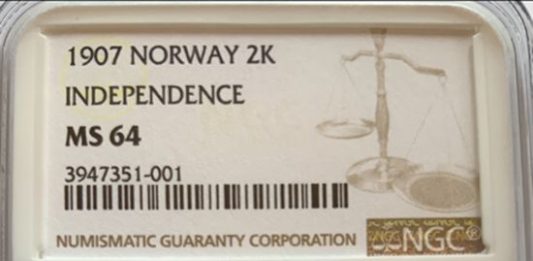 1907 NORWAY 2K
INDEPENDENCE
MS 64
3947351-001
NUMISMATIC GUARANTY CORPORATION
NGC®